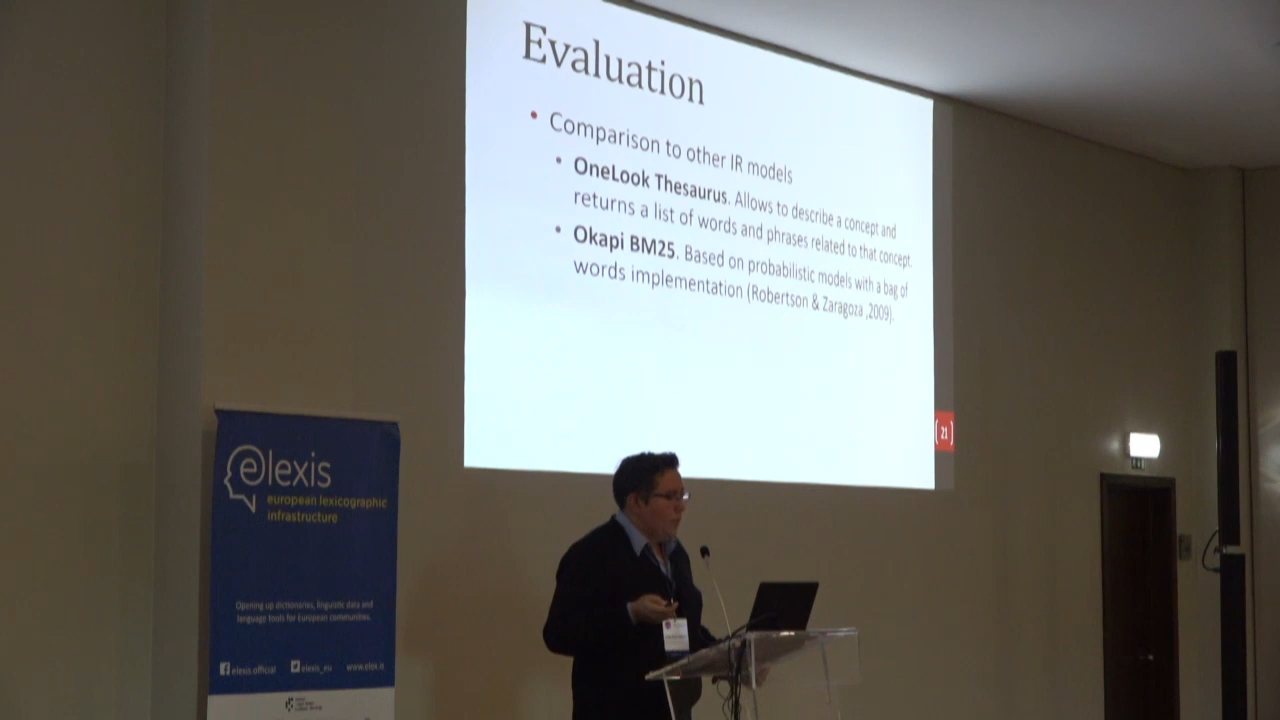 Evaluation
• Comparison to other IR models
• OneLook Thesaurus. Allows to describe a concept and
returns a list of words and phrases related to that concept.
• Okapi BM25. Based on probabilistic models with a bag of
words implementation (Robertson & Zaragoza ,2009).
21
elexis
european lexicographic
infrastructure
Opening up dictionaries, linguistic data and
language tools for European communities.
elexis.official elexis_eu www.elex.is